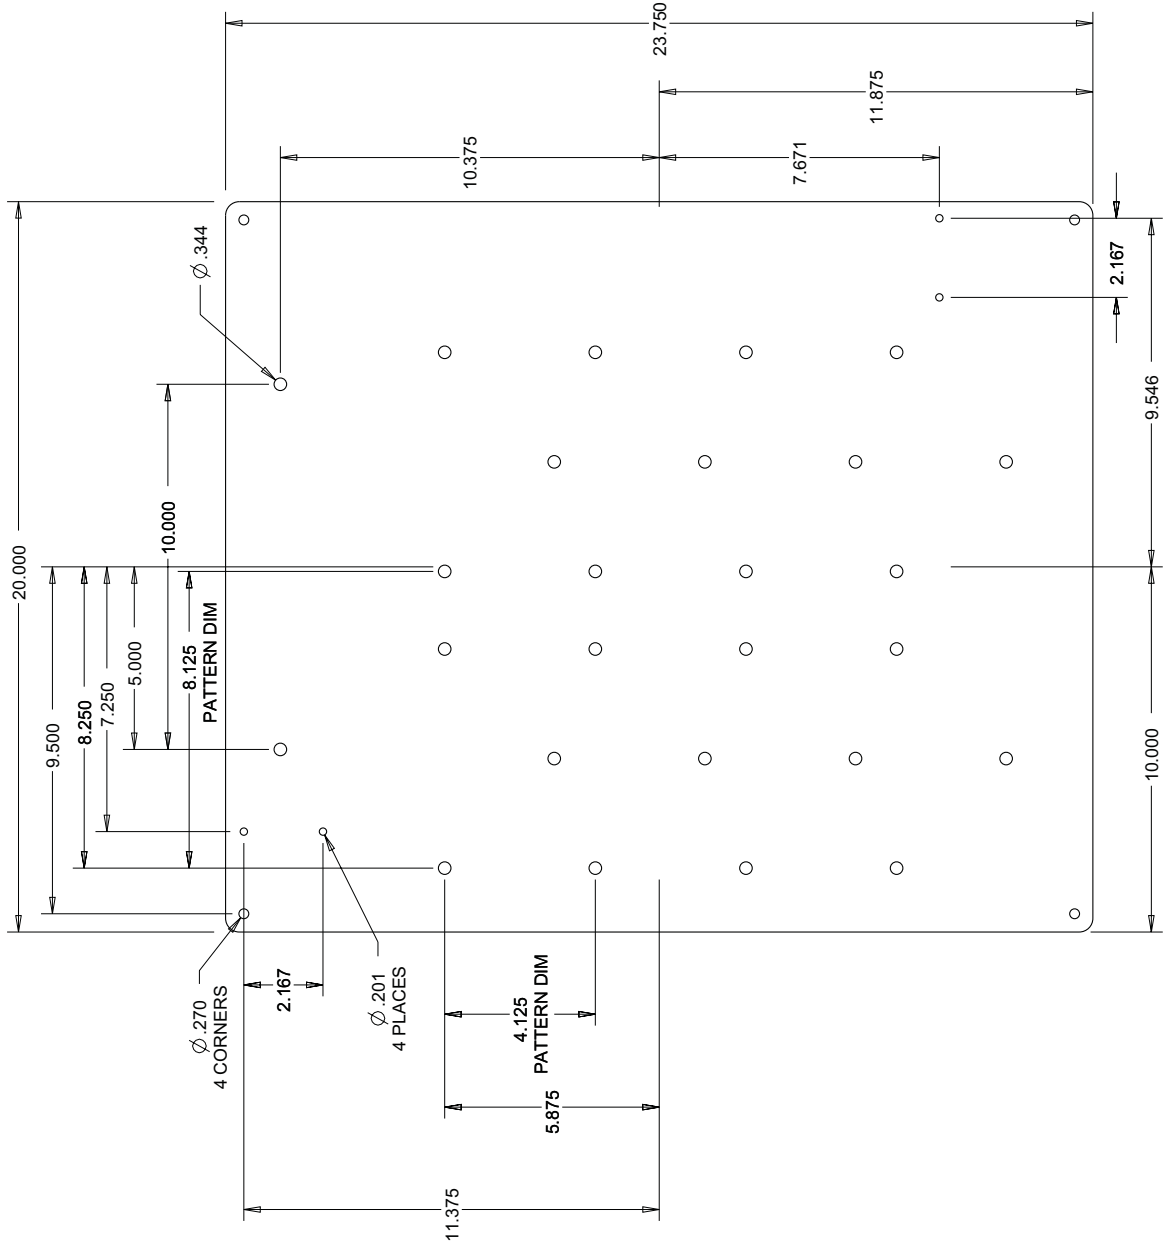 23.750
11.875
10.375
7.671
Ø .344
2.167
20.000
10.000
9.546
5.000
8.125
PATTERN DIM
7.250
8.250
9.500
10.000
Ø .270
4 CORNERS
2.167
Ø .201
4 PLACES
4.125
PATTERN DIM
5.875
11.375